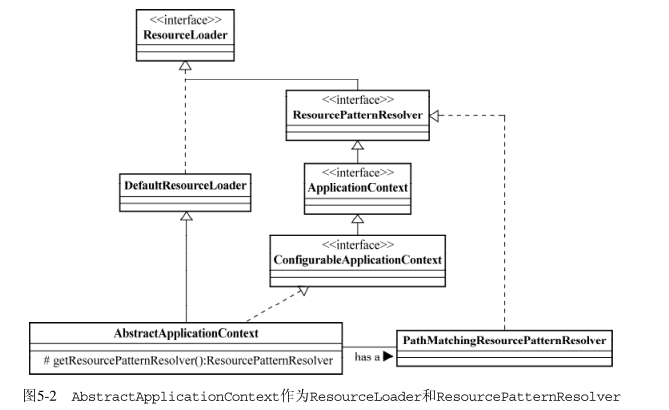 <<interface>>
ResourceLoader
<<interface>>
ResourcePatternResolver
DefaultResourceLoader
<<interface>>
ApplicationContext
<<interface>>
ConfigurableApplicationContext
AbstractApplicationContext
# getResourcePatternResolver():ResourcePatternResolver
has a
PathMatchingResourcePatternResolver
图5-2 AbstractApplicationContext作为ResourceLoader和ResourcePatternResolver